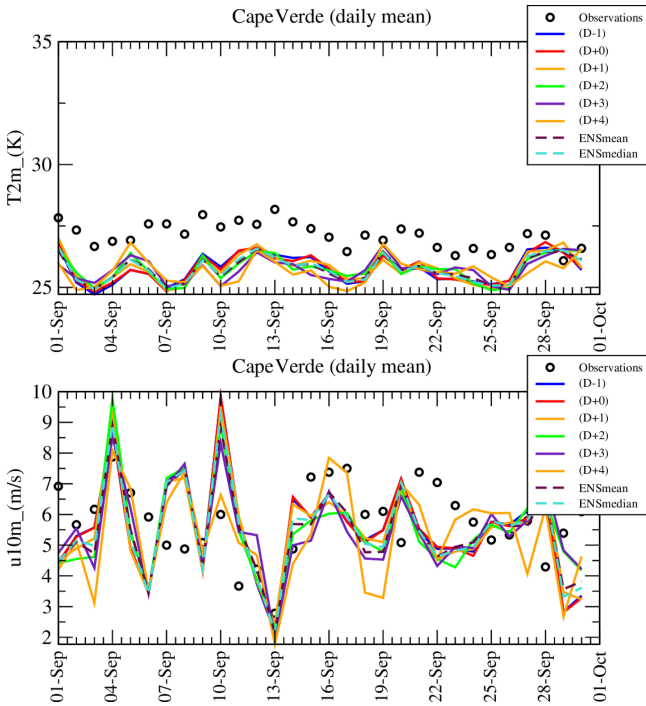 CapeVerde (daily mean)
Observations
(D-1)
(D+0)
(D+1)
(D+2)
(D+3)
(D+4)
ENSmean
ENSmedian
T2m_(K)
35
30
25
01-Sep
04-Sep
07-Sep
10-Sep
13-Sep
16-Sep
19-Sep
22-Sep
25-Sep
28-Sep
01-Oct
CapeVerde (daily mean)
Observations
(D-1)
(D+0)
(D+1)
(D+2)
(D+3)
(D+4)
ENSmean
ENSmedian
u10m_(m/s)
10
9
8
7
6
5
4
3
2
01-Sep
04-Sep
07-Sep
10-Sep
13-Sep
16-Sep
19-Sep
22-Sep
25-Sep
28-Sep
01-Oct